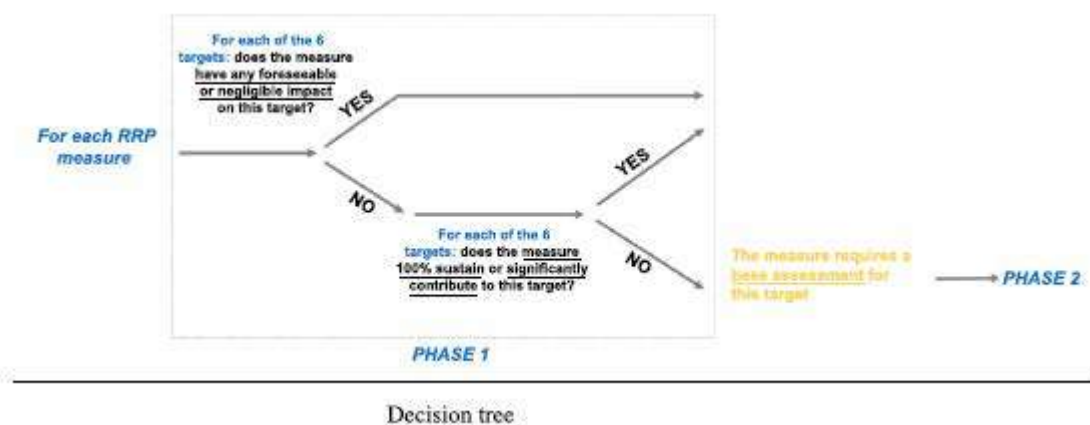 For each of the 6
targets: does the measure
have any foreseeable
or negligible impact
on this target?
YES
For each RRP
measure
NO
YES
For each of the 6
targets: does the measure
100% sustain or significantly
contribute to this target?
NO
The measure requires a
base assessment for
this target
PHASE 2
PHASE 1
Decision tree